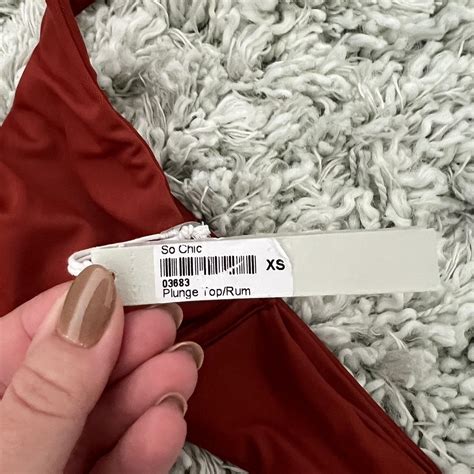 So Chic
XS
03683
Plunge Top/Rum